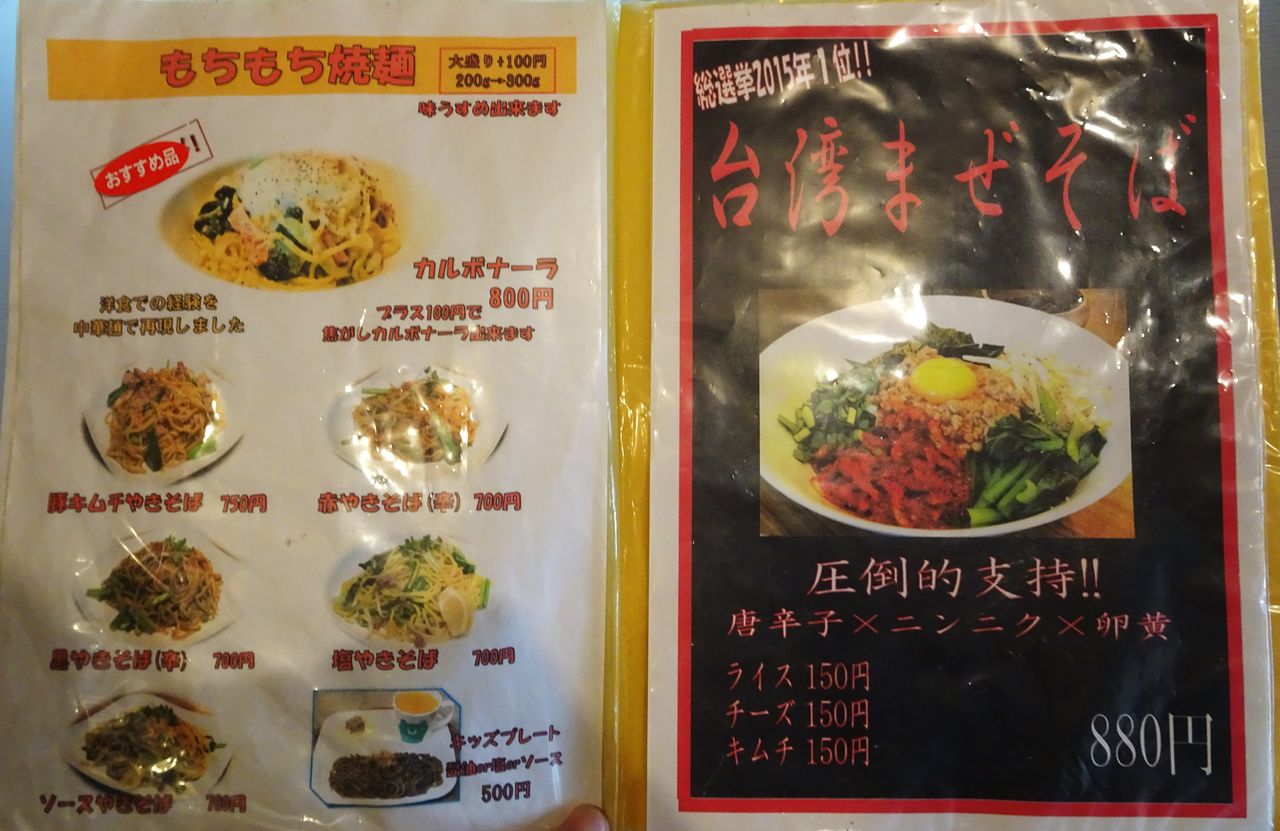 もちもち焼麺
大盛り+100円
200g→300g
味うすめ出来ます
おすすめ品!!
カルボナーラ
800円
洋食での経験を
中華麺で再現しました
プラス100円で
焦がしカルボナーラ出来ます
豚キムチやきそば 750円
赤やきそば(辛) 700円
黒やきそば(辛) 700円
塩やきそば 700円
ソースやきそば 700円
キッズプレート
醤油or塩orソース
500円
総選挙2015年1位!!
台湾まぜそば
圧倒的支持!!
唐辛子×ニンニク×卵黄
ライス 150円
チーズ 150円
キムチ 150円
880円